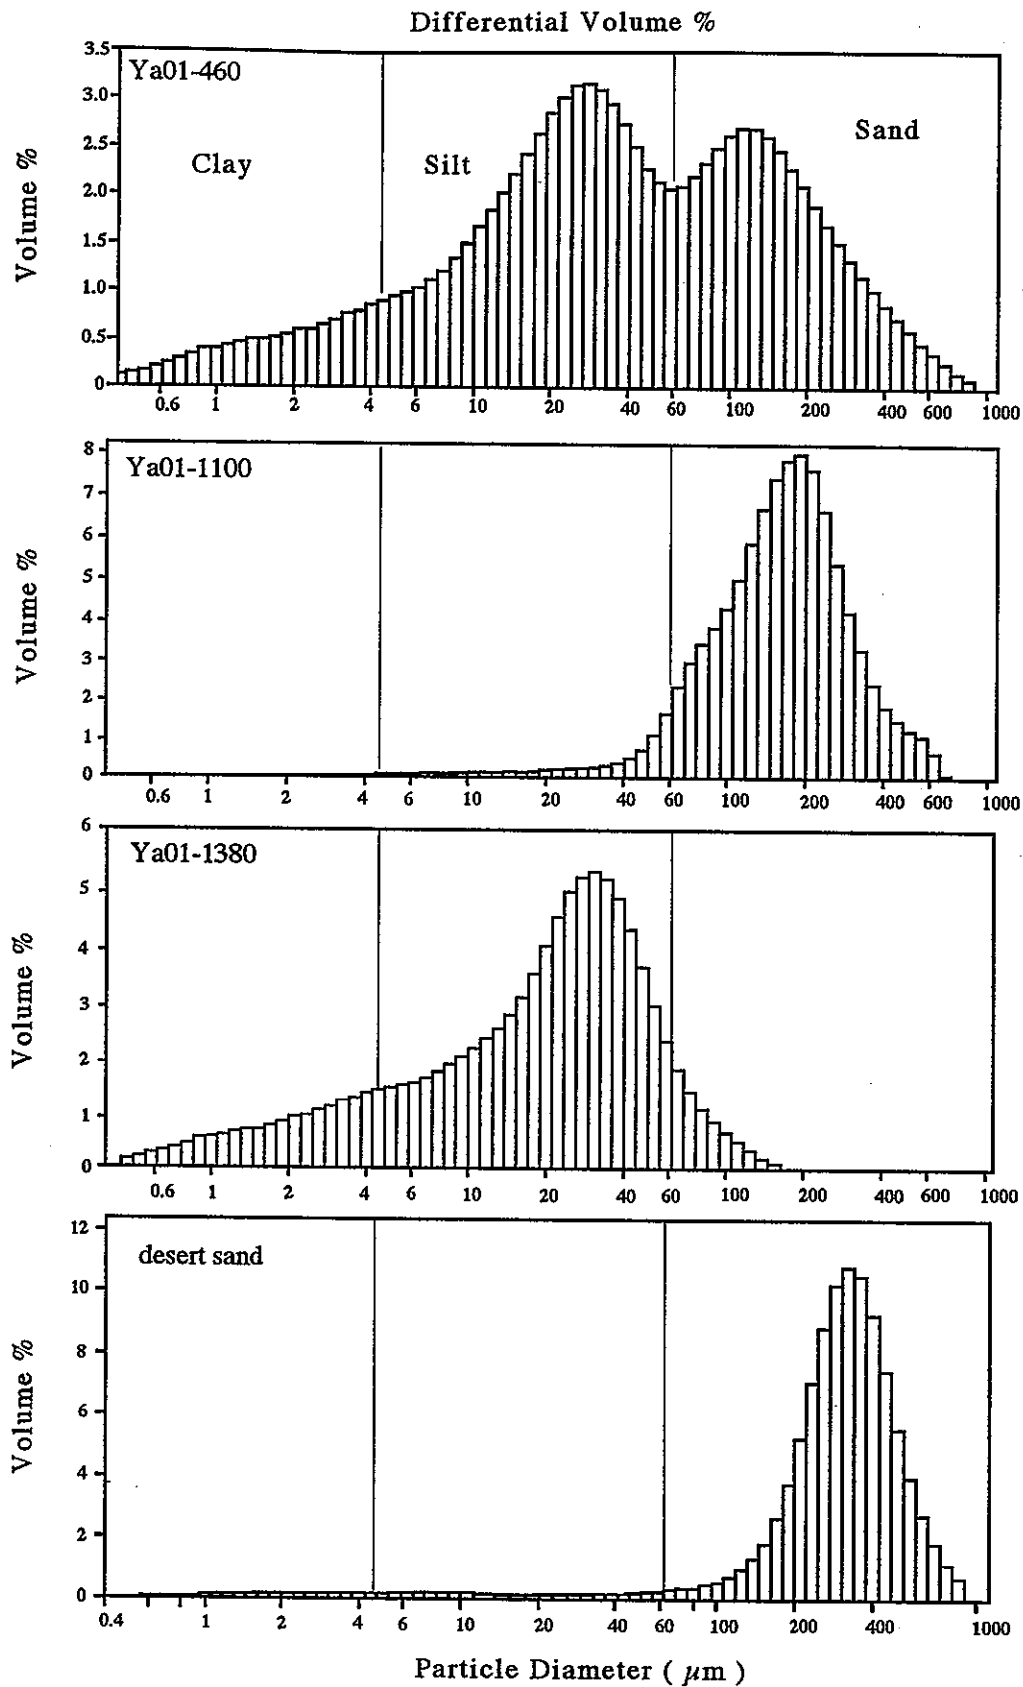 Differential Volume %
Ya01-460
Clay
Silt
Sand
Volume %
3.5
3.0
2.5
2.0
1.5
1.0
0.5
0
0.6 1 2 4 6 10 20 40 60 100 200 400 600 1000
Ya01-1100
Volume %
8
7
6
5
4
3
2
1
0
0.6 1 2 4 6 10 20 40 60 100 200 400 600 1000
Ya01-1380
Volume %
6
5
4
3
2
1
0
0.6 1 2 4 6 10 20 40 60 100 200 400 600 1000
desert sand
Volume %
12
10
8
6
4
2
0
0.4 1 2 4 6 10 20 40 60 100 200 400 1000
Particle Diameter ( μm )